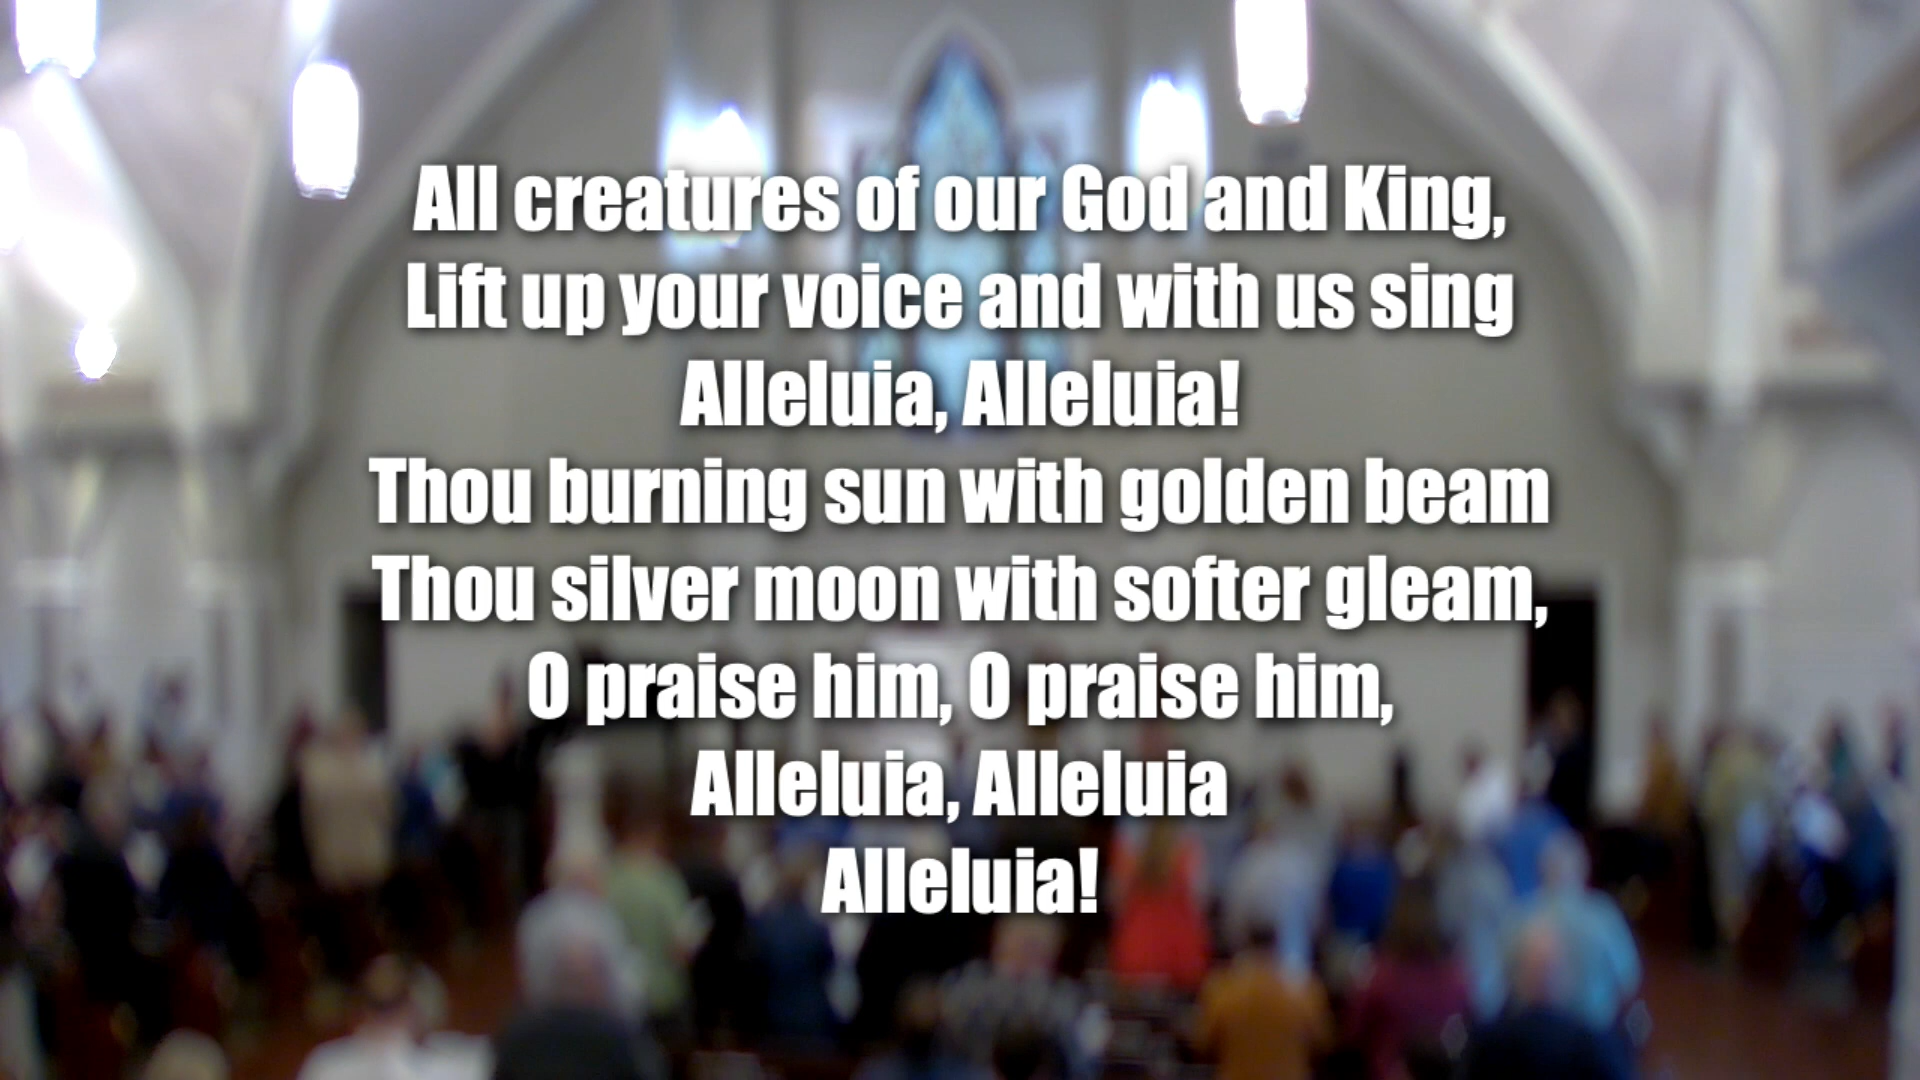 All creatures of our God and King,
Lift up your voice and with us sing
Alleluia, Alleluia!
Thou burning sun with golden beam
Thou silver moon with softer gleam,
O praise him, O praise him,
Alleluia, Alleluia
Alleluia!